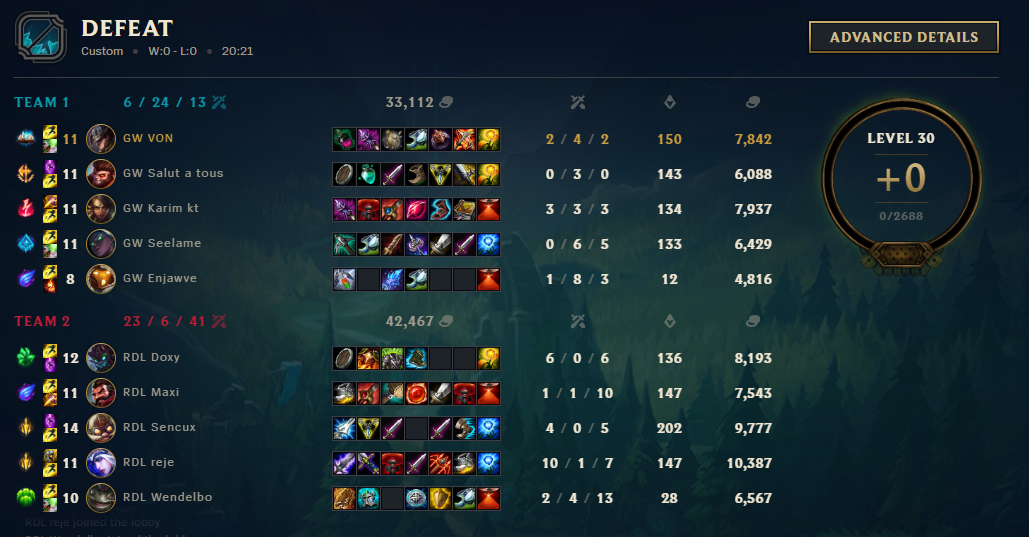 DEFEAT
Custom • W:0 - L:0 • 20:21
ADVANCED DETAILS
TEAM 1 6 / 24 / 13 33,112
11 GW VON 2 / 4 / 2 150 7,842
11 GW Salut a tous 0 / 3 / 0 143 6,088
11 GW Karim kt 3 / 3 / 3 134 7,937
11 GW Seelame 0 / 6 / 5 133 6,429
8 GW Enjawve 1 / 8 / 3 12 4,816
LEVEL 30
+0
0/2688
TEAM 2 23 / 6 / 41 42,467
12 RDL Doxy 6 / 0 / 6 136 8,193
11 RDL Maxi 1 / 1 / 10 147 7,543
14 RDL Sencux 4 / 0 / 5 202 9,777
11 RDL reje 10 / 1 / 7 147 10,387
10 RDL Wendelbo 2 / 4 / 13 28 6,567
RDL reje joined the lobby